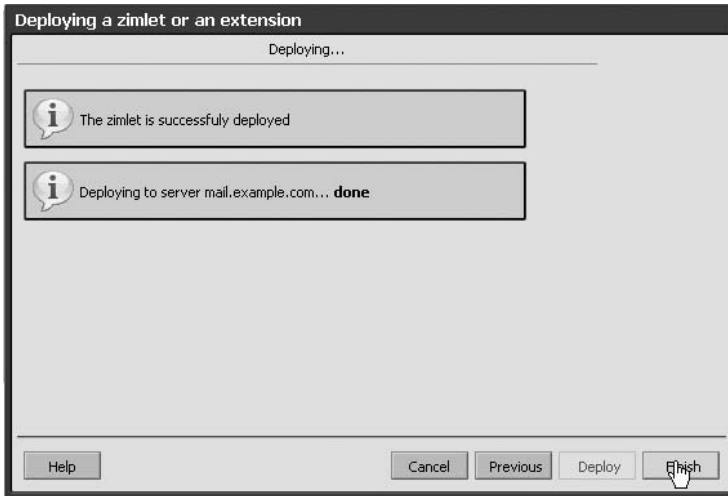 Deploying a zimlet or an extension
Deploying...
The zimlet is successfuly deployed
Deploying to server mail.example.com... done
Help
Cancel
Previous
Deploy
Finish